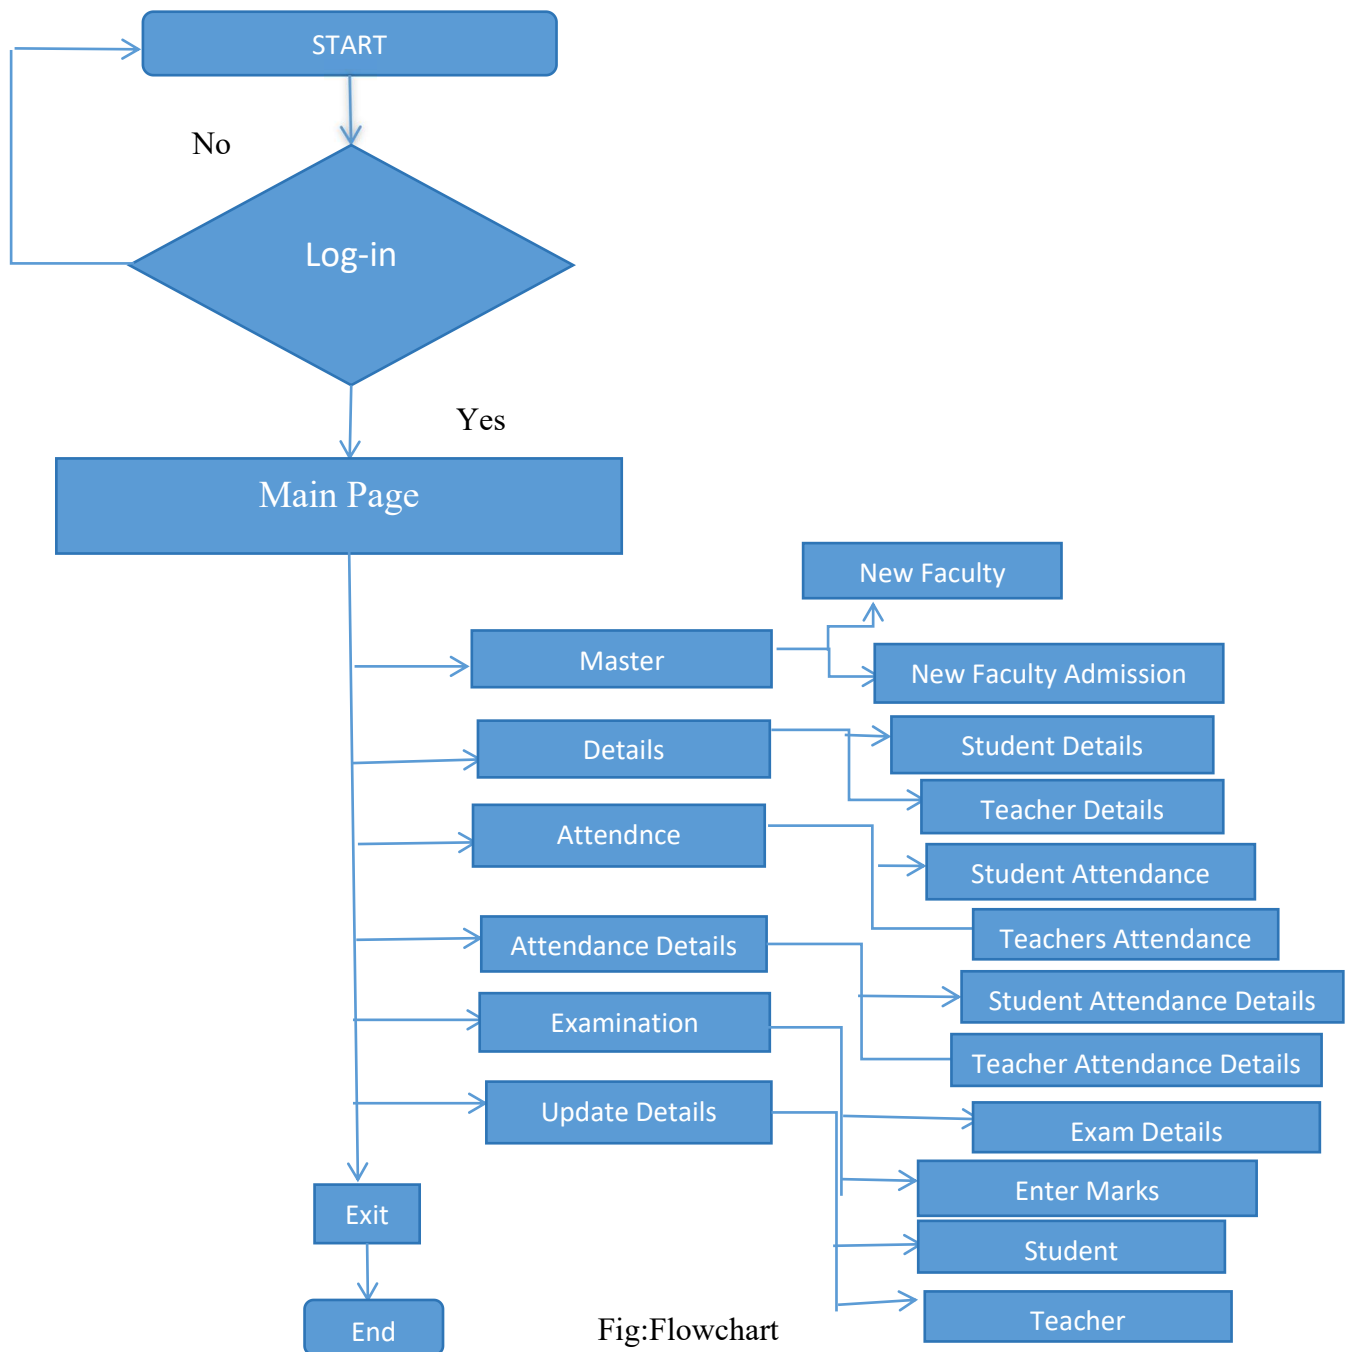 START
No
Log-in
Yes
Main Page
New Faculty
Master
New Faculty Admission
Details
Student Details
Teacher Details
Attendnce
Student Attendance
Teachers Attendance
Attendance Details
Student Attendance Details
Examination
Teacher Attendance Details
Update Details
Exam Details
Enter Marks
Exit
Student
Teacher
End
Fig:Flowchart